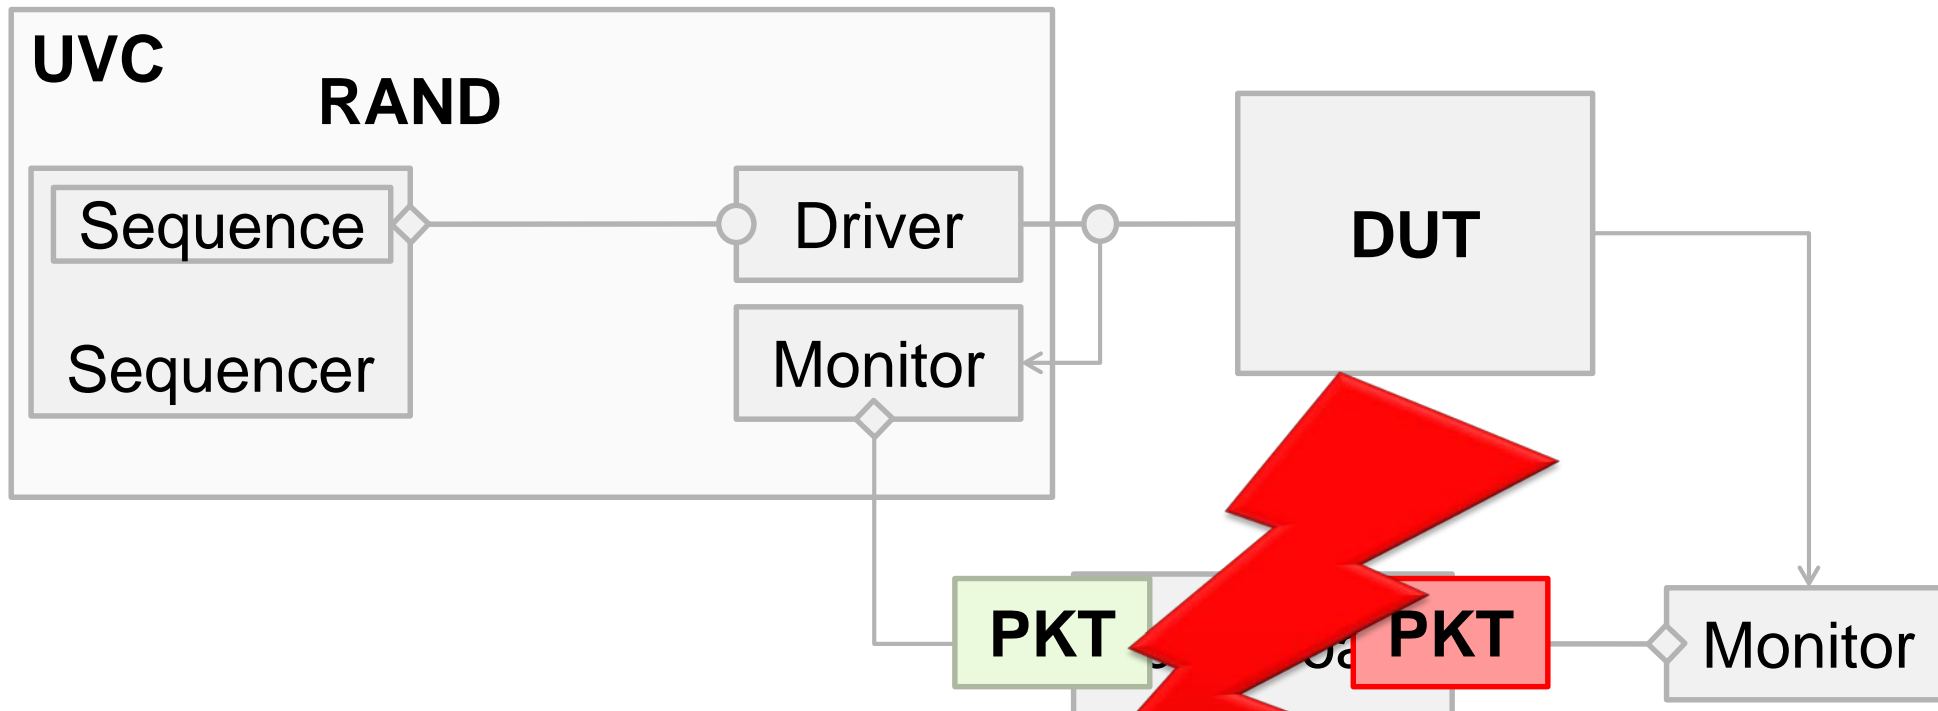 UVC
RAND
Sequence
Driver
DUT
Sequencer
Monitor
PKT
PKT
Monitor